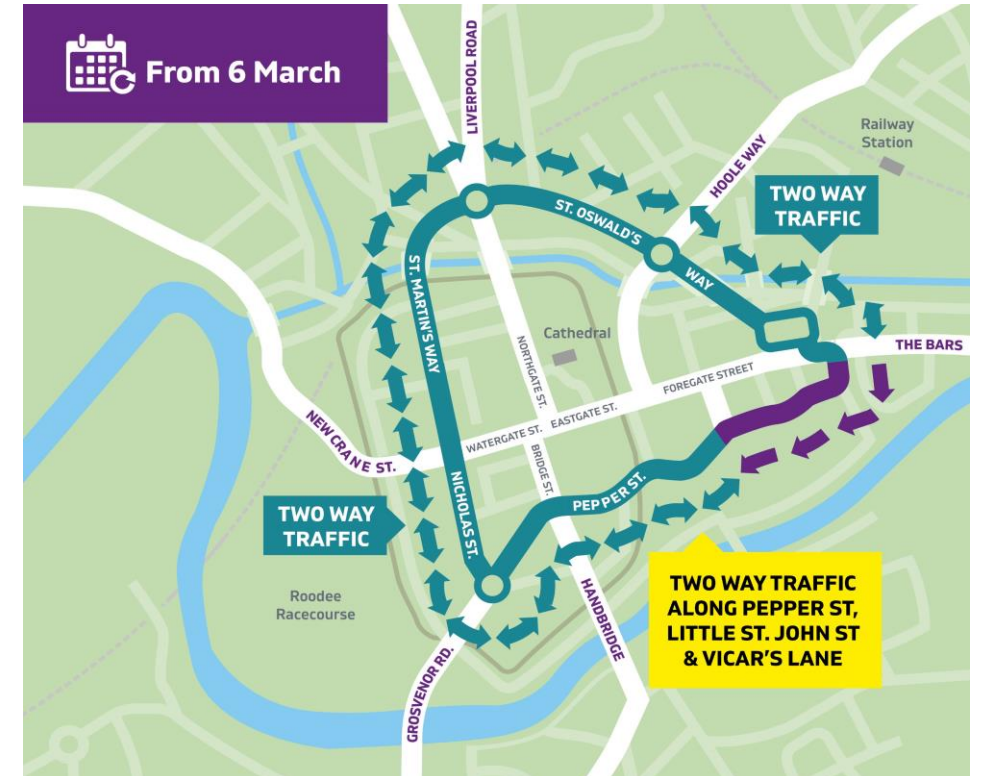 From 6 March
LIVERPOOL ROAD
HOOLE WAY
Railway
Station
TWO WAY
TRAFFIC
ST. OSWALD'S
WAY
ST. MARTIN'S WAY
Cathedral
NORTHGATE ST.
THE BARS
FOREGATE STREET
EASTGATE ST.
WATERGATE ST.
NEW CRANE ST.
BRIDGE ST.
NICHOLAS ST.
PEPPER ST.
TWO WAY
TRAFFIC
Roodee
Racecourse
HANDBRIDGE
GROSVENOR RD.
TWO WAY TRAFFIC
ALONG PEPPER ST,
LITTLE ST. JOHN ST
& VICAR'S LANE